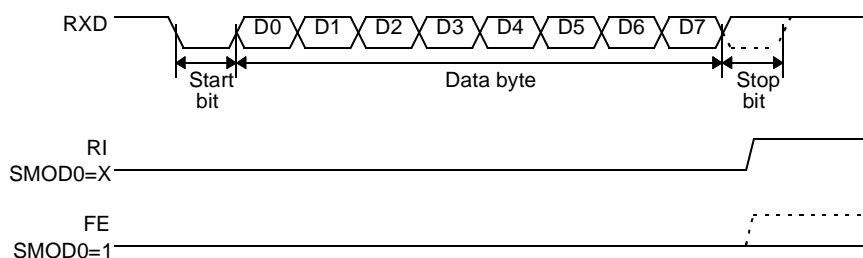 RXD
D0 D1 D2 D3 D4 D5 D6 D7
Start
bit
Data byte
Stop
bit
RI
SMOD0=X
FE
SMOD0=1